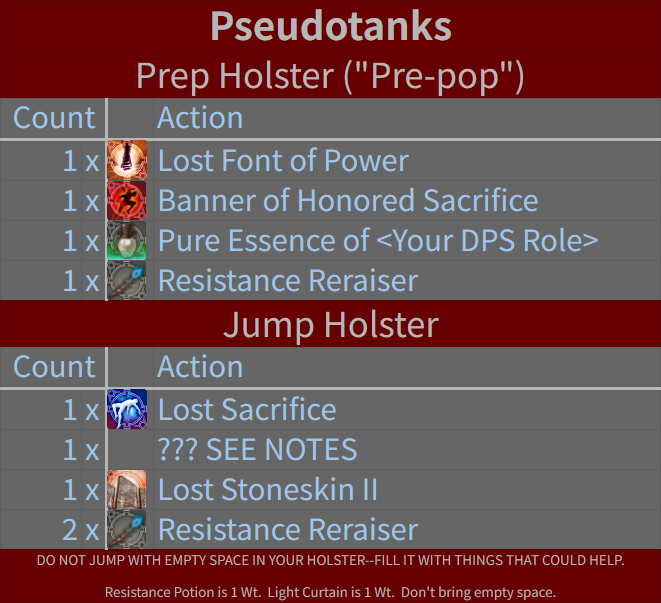 Pseudotanks
Prep Holster ("Pre-pop")
Count Action
1 x Lost Font of Power
1 x Banner of Honored Sacrifice
1 x Pure Essence of <Your DPS Role>
1 x Resistance Reraiser
Jump Holster
Count Action
1 x Lost Sacrifice
1 x ??? SEE NOTES
1 x Lost Stoneskin II
2 x Resistance Reraiser
DO NOT JUMP WITH EMPTY SPACE IN YOUR HOLSTER--FILL IT WITH THINGS THAT COULD HELP.
Resistance Potion is 1 Wt. Light Curtain is 1 Wt. Don't bring empty space.